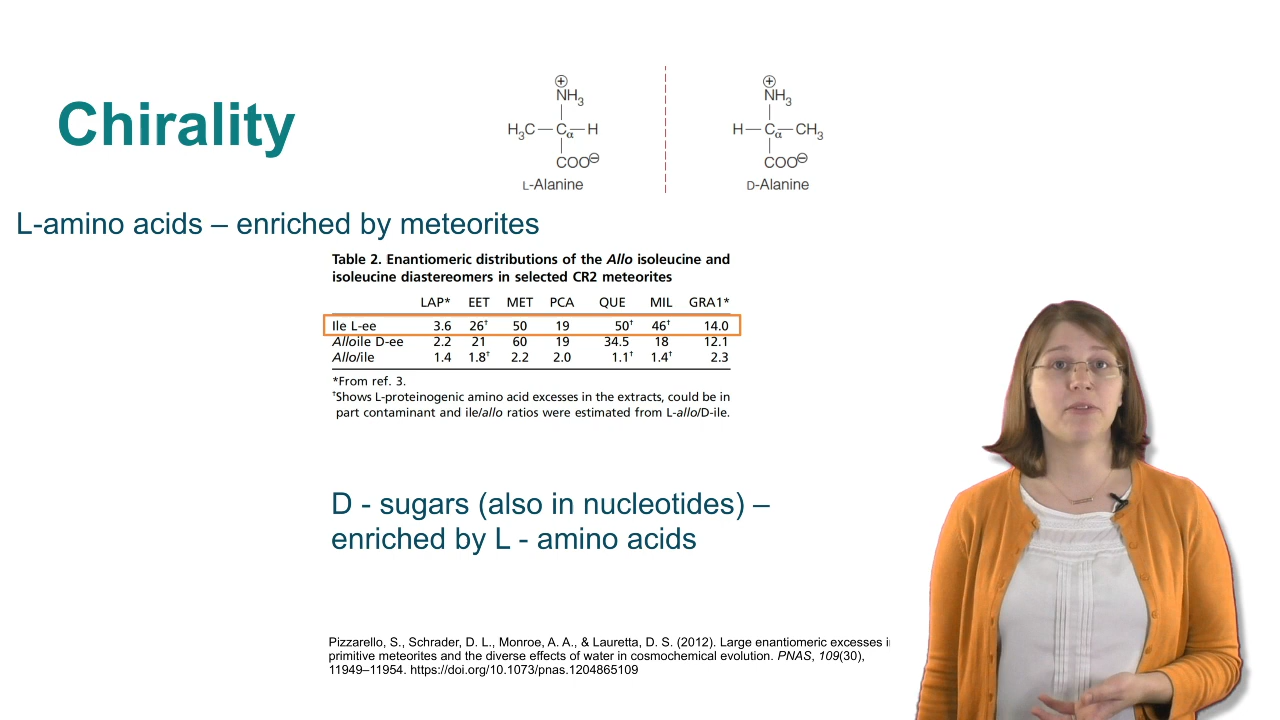 Chirality
⊕
NH3
H3C—Cα—H
COO⊖
L-Alanine
⊕
NH3
H—Cα—CH3
COO⊖
D-Alanine
L-amino acids – enriched by meteorites
Table 2. Enantiomeric distributions of the Allo isoleucine and
isoleucine diastereomers in selected CR2 meteorites
LAP* EET MET PCA QUE MIL GRA1*
Ile L-ee 3.6 26† 50 19 50† 46† 14.0
Alloile D-ee 2.2 21 60 19 34.5 18 12.1
Allo/ile 1.4 1.8† 2.2 2.0 1.1† 1.4† 2.3
*From ref. 3.
†Shows L-proteinogenic amino acid excesses in the extracts, could be in
part contaminant and ile/allo ratios were estimated from L-allo/D-ile.
D - sugars (also in nucleotides) –
enriched by L - amino acids
Pizzarello, S., Schrader, D. L., Monroe, A. A., & Lauretta, D. S. (2012). Large enantiomeric excesses i
primitive meteorites and the diverse effects of water in cosmochemical evolution. PNAS, 109(30),
11949–11954. https://doi.org/10.1073/pnas.1204865109